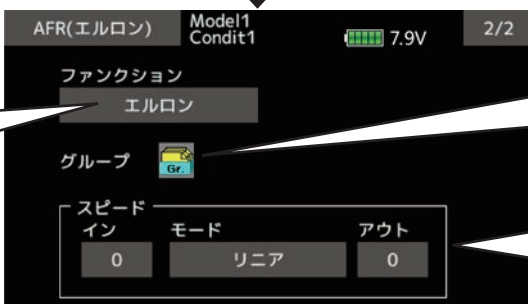 AFR(エルロン) Model1 Condit1 7.9V 2/2
ファンクション
エルロン
グループ Gr.
スピード
イン モード アウト
0 リニア 0